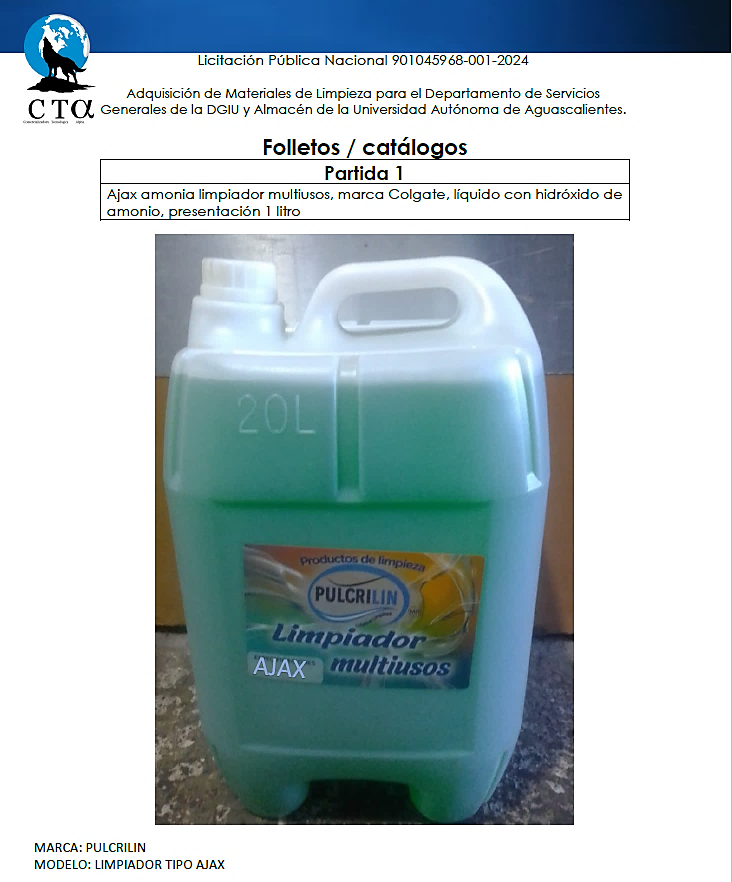 Licitación Pública Nacional 901045968-001-2024
Adquisición de Materiales de Limpieza para el Departamento de Servicios
Generales de la DGIU y Almacén de la Universidad Autónoma de Aguascalientes.
CTα
Folletos / catálogos
Partida 1
Ajax amonia limpiador multiusos, marca Colgate, líquido con hidróxido de
amonio, presentación 1 litro
20L
Productos de limpieza
PULCRILIN
Limpiador
AJAX multiusos
MARCA: PULCRILIN
MODELO: LIMPIADOR TIPO AJAX